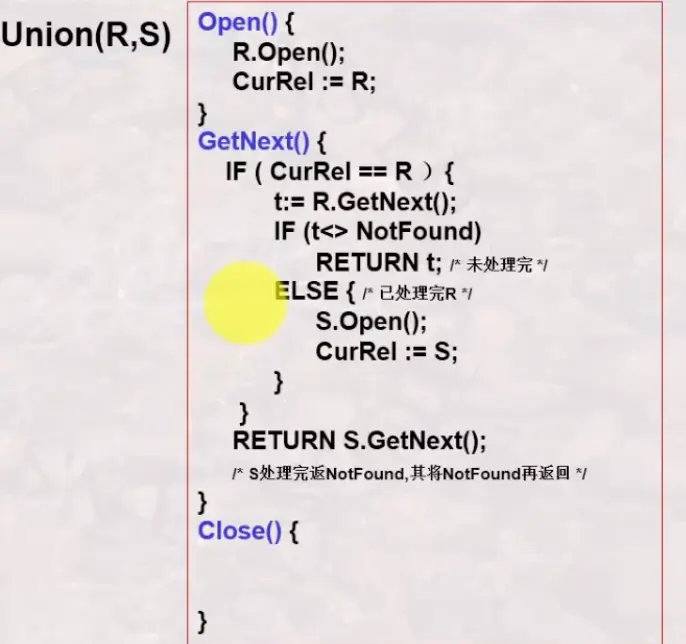 Union(R,S)
Open() {
R.Open();
CurRel := R;
}
GetNext() {
IF ( CurRel == R ） {
t:= R.GetNext();
IF (t<> NotFound)
RETURN t; /* 未处理完 */
ELSE { /* 已处理完R */
S.Open();
CurRel := S;
}
}
RETURN S.GetNext();
/* S处理完返NotFound,其将NotFound再返回 */
}
Close() {
}